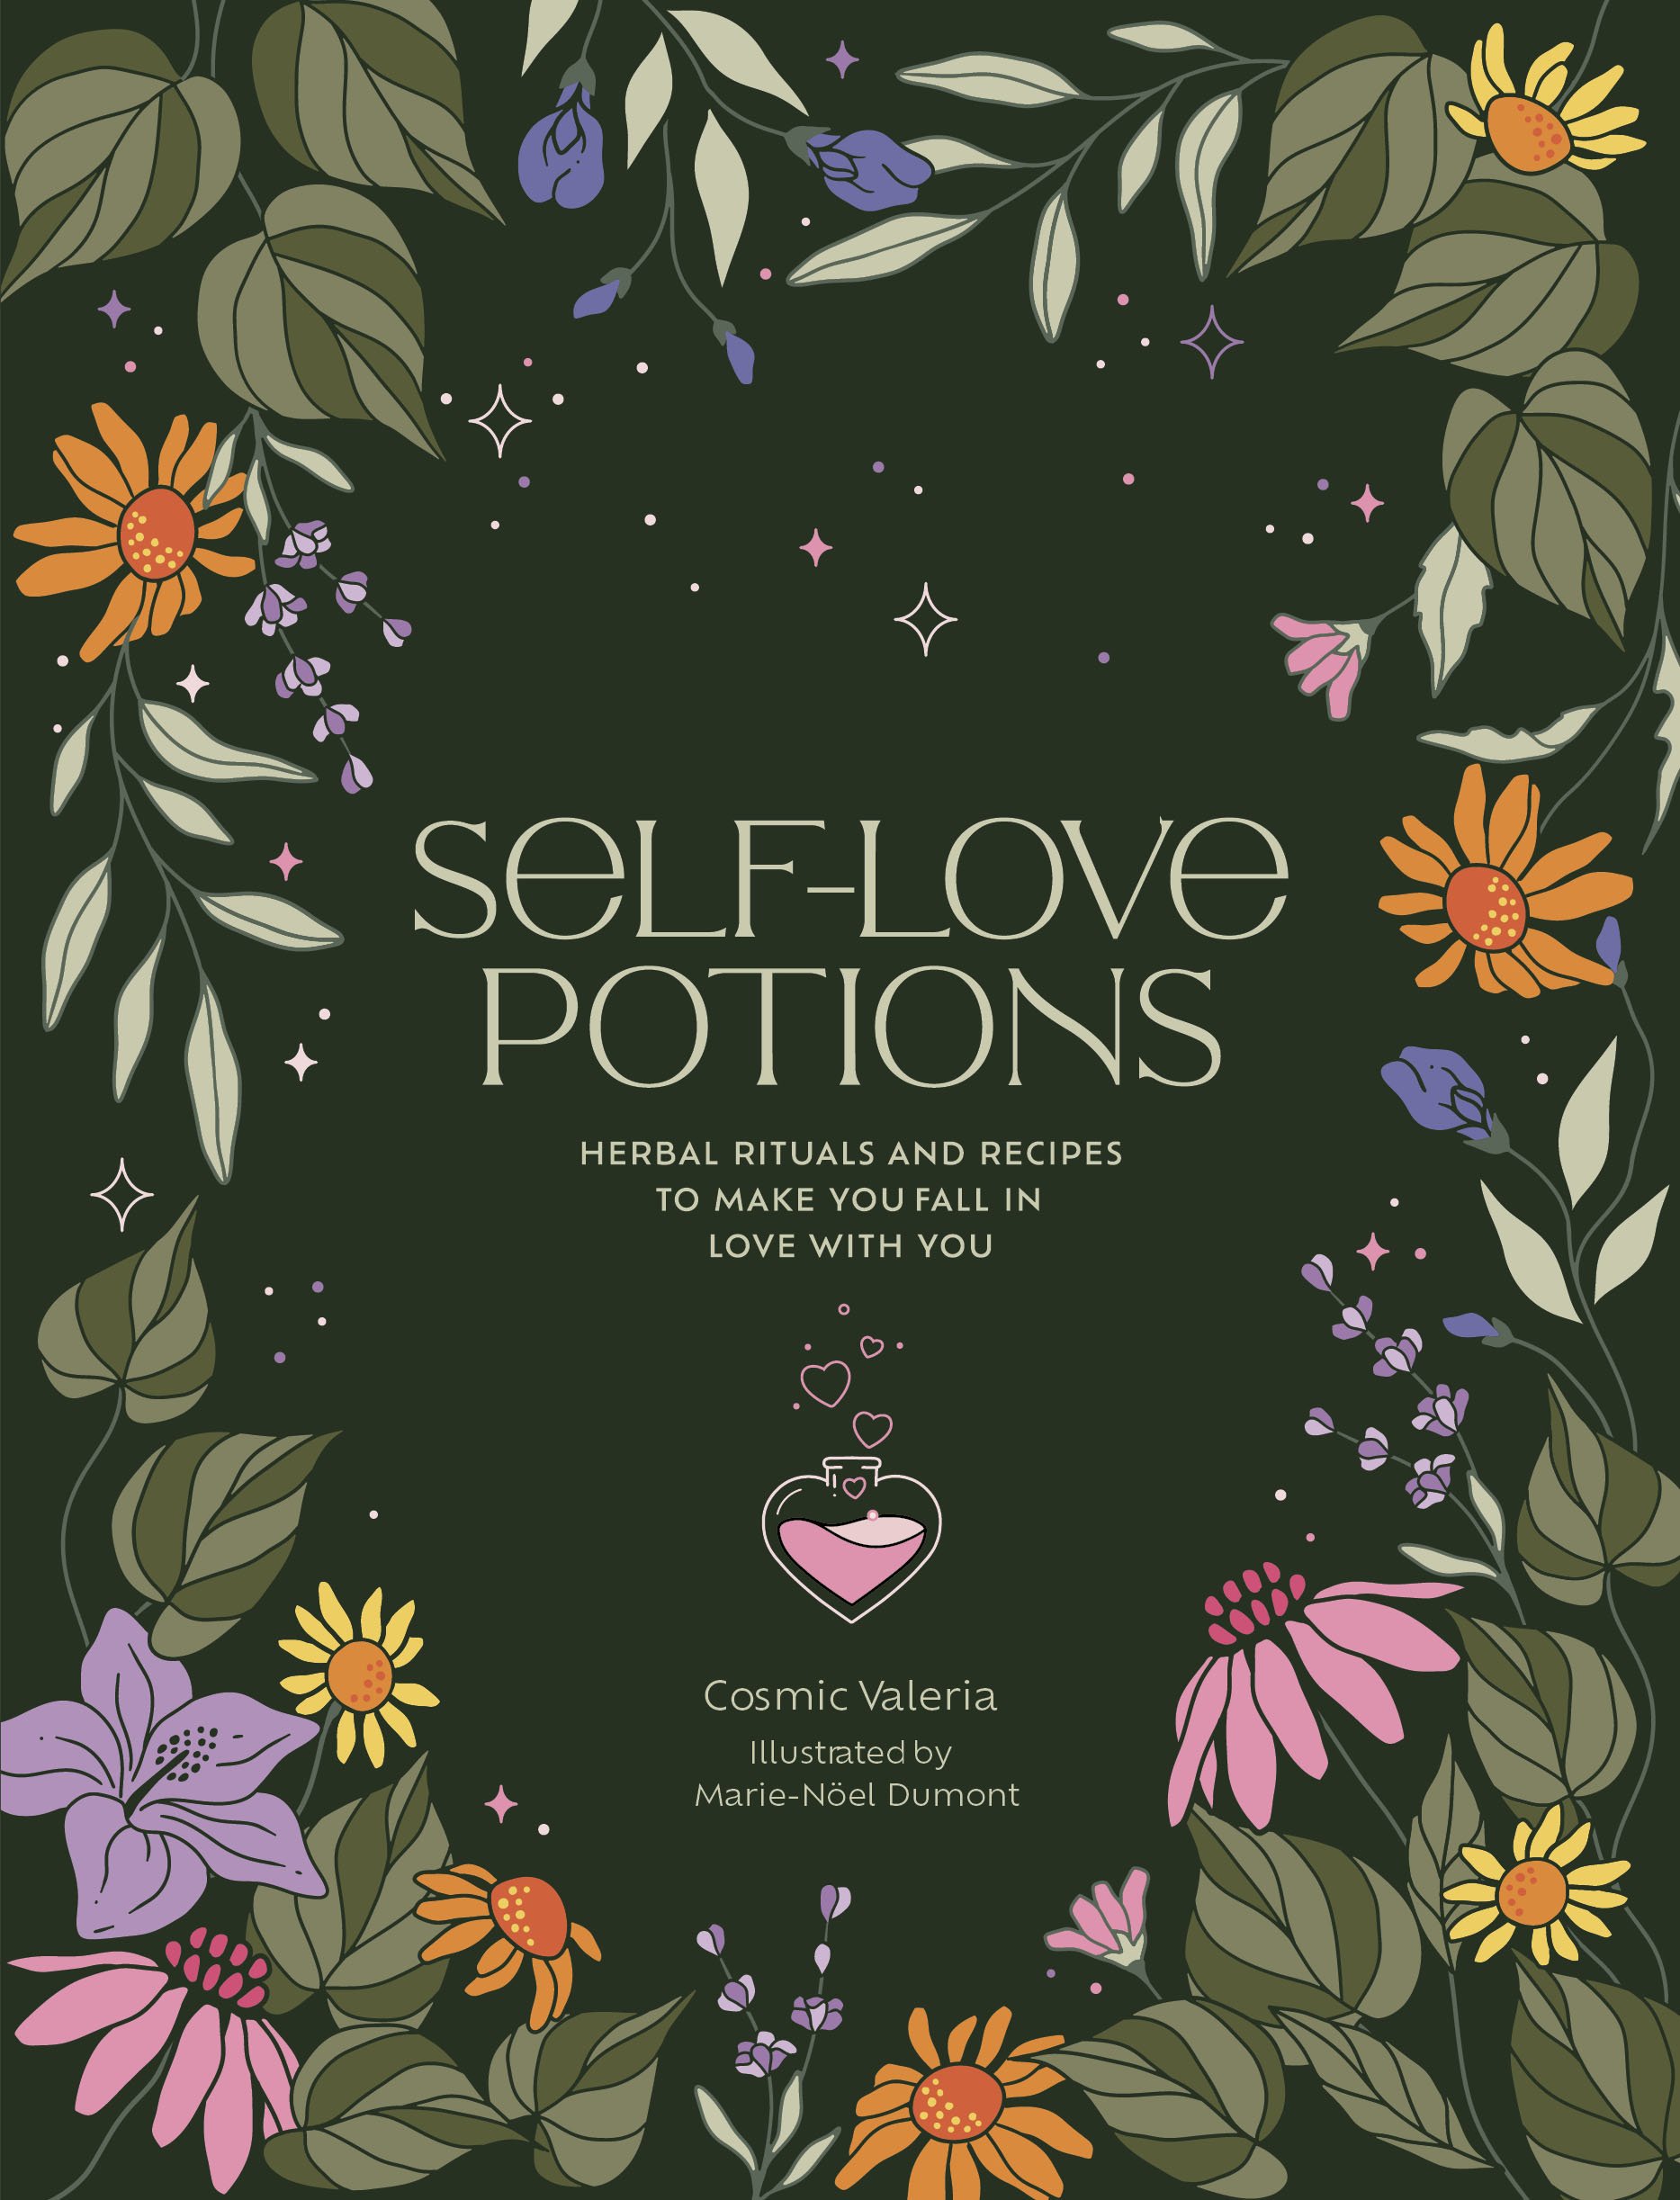 SELF-LOVE
POTIONS
HERBAL RITUALS AND RECIPES
TO MAKE YOU FALL IN
LOVE WITH YOU
Cosmic Valeria
Illustrated by
Marie-Nöel Dumont